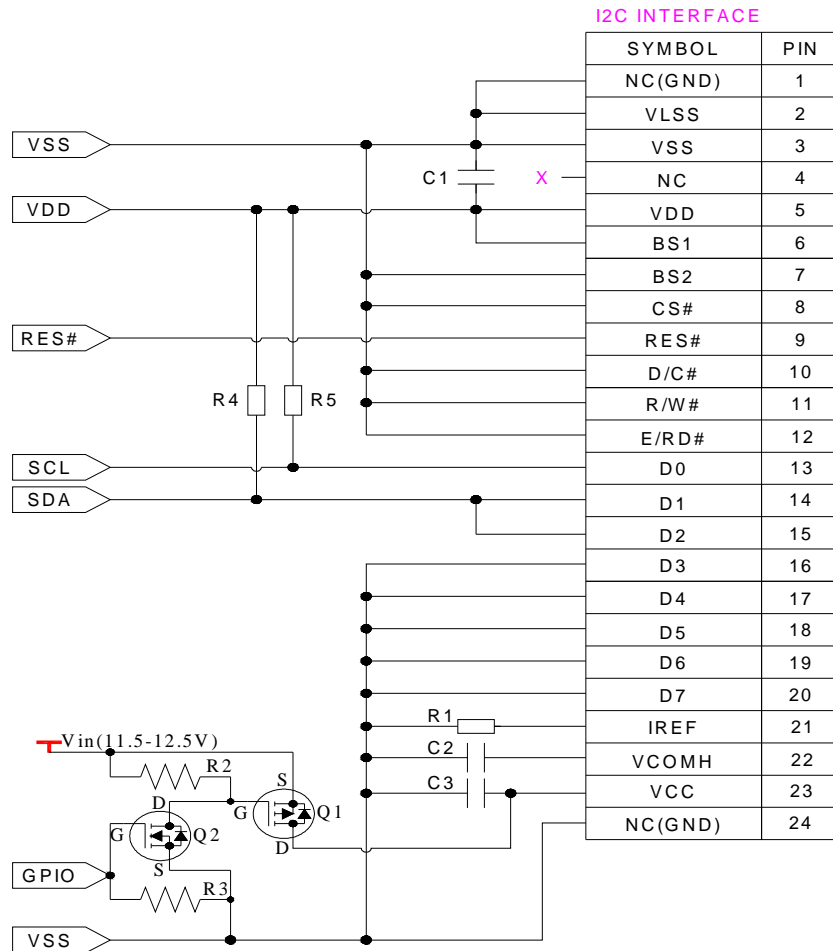 I2C INTERFACE
SYMBOL PIN
NC(GND) 1
VLSS 2
VSS VSS 3
C1 X NC 4
VDD VDD 5
BS1 6
BS2 7
CS# 8
RES# RES# 9
D/C# 10
R4 R5 R/W# 11
E/RD# 12
SCL D0 13
SDA D1 14
D2 15
D3 16
D4 17
D5 18
D6 19
D7 20
R1 IREF 21
Vin(11.5-12.5V) C2 VCOMH 22
R2 S C3 VCC 23
D G Q1 NC(GND) 24
G Q2 D
S
GPIO R3
VSS